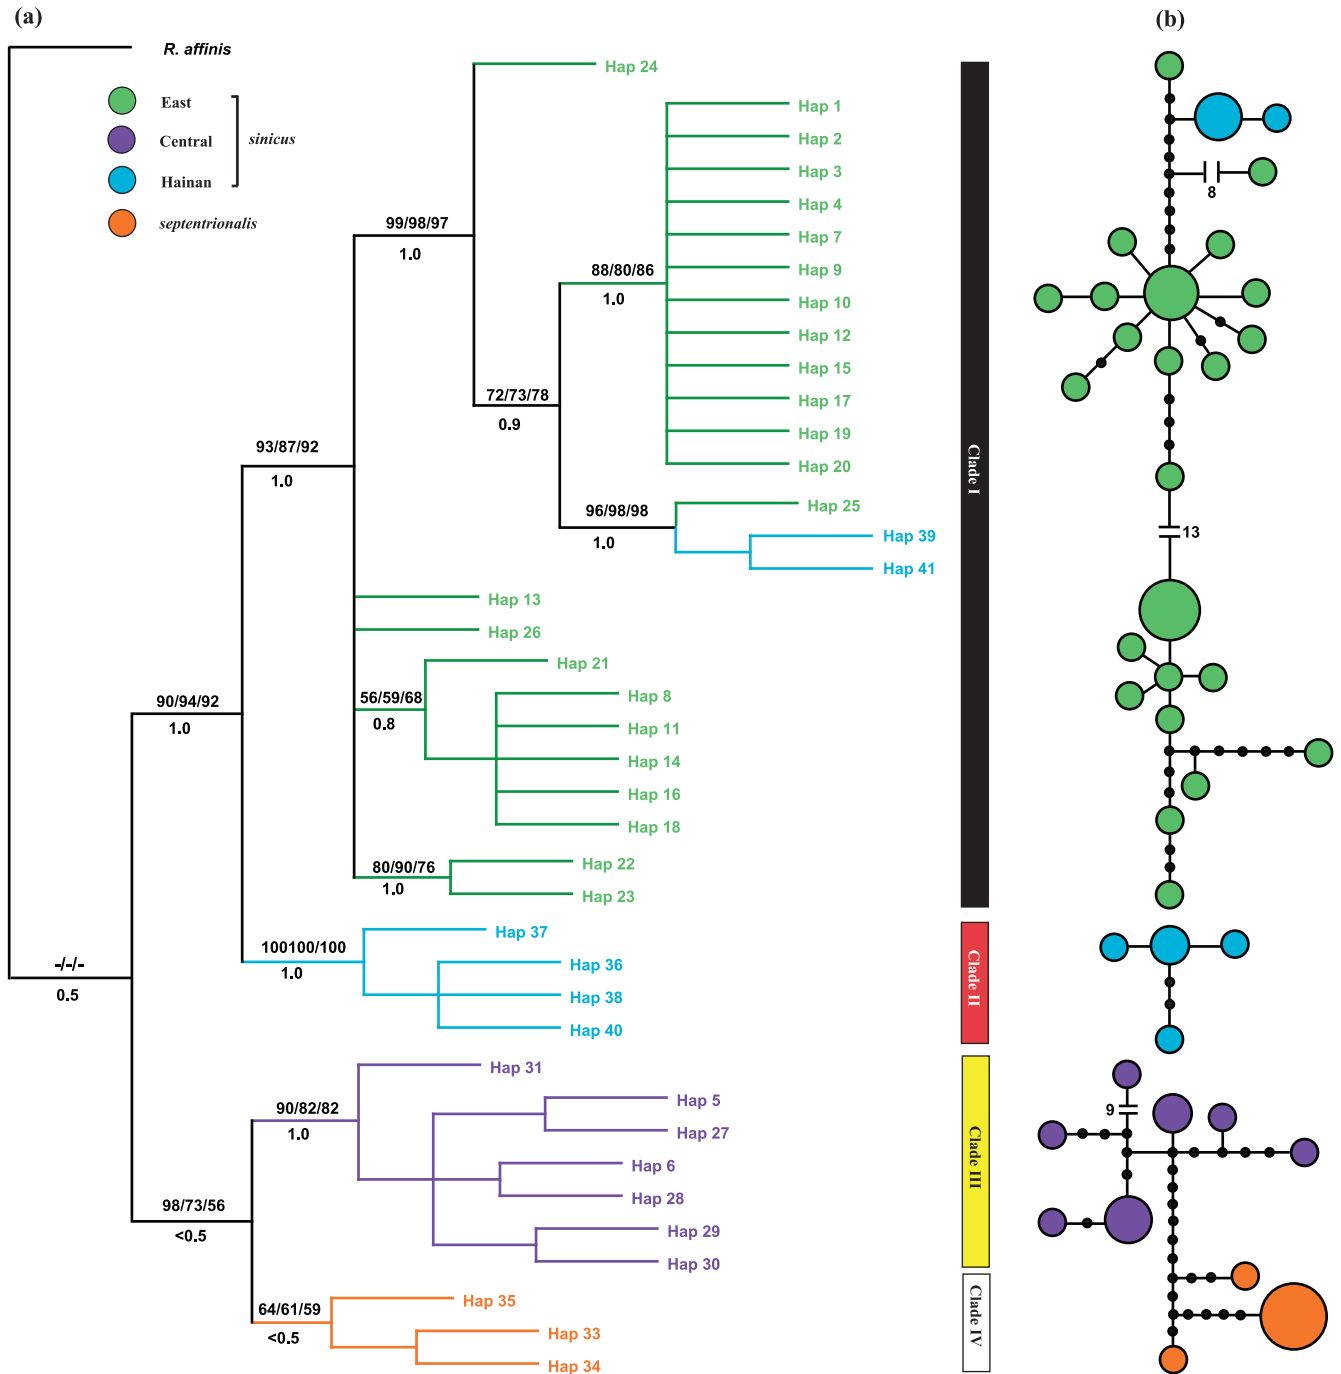 (a)
(b)
R. affinis
East
Central
Hainan
sinicus
septentrionalis
Hap 24
Hap 1
Hap 2
Hap 3
Hap 4
Hap 7
Hap 9
Hap 10
Hap 12
Hap 15
Hap 17
Hap 19
Hap 20
Hap 25
Hap 39
Hap 41
Hap 13
Hap 26
Hap 21
Hap 8
Hap 11
Hap 14
Hap 16
Hap 18
Hap 22
Hap 23
Hap 37
Hap 36
Hap 38
Hap 40
Hap 31
Hap 5
Hap 27
Hap 6
Hap 28
Hap 29
Hap 30
Hap 35
Hap 33
Hap 34
99/98/97
1.0
88/80/86
1.0
72/73/78
0.9
93/87/92
1.0
96/98/98
1.0
90/94/92
1.0
56/59/68
0.8
80/90/76
1.0
100100/100
1.0
-/-/-
0.5
90/82/82
1.0
98/73/56
<0.5
64/61/59
<0.5
Clade I
Clade II
Clade III
Clade IV
8
13
9